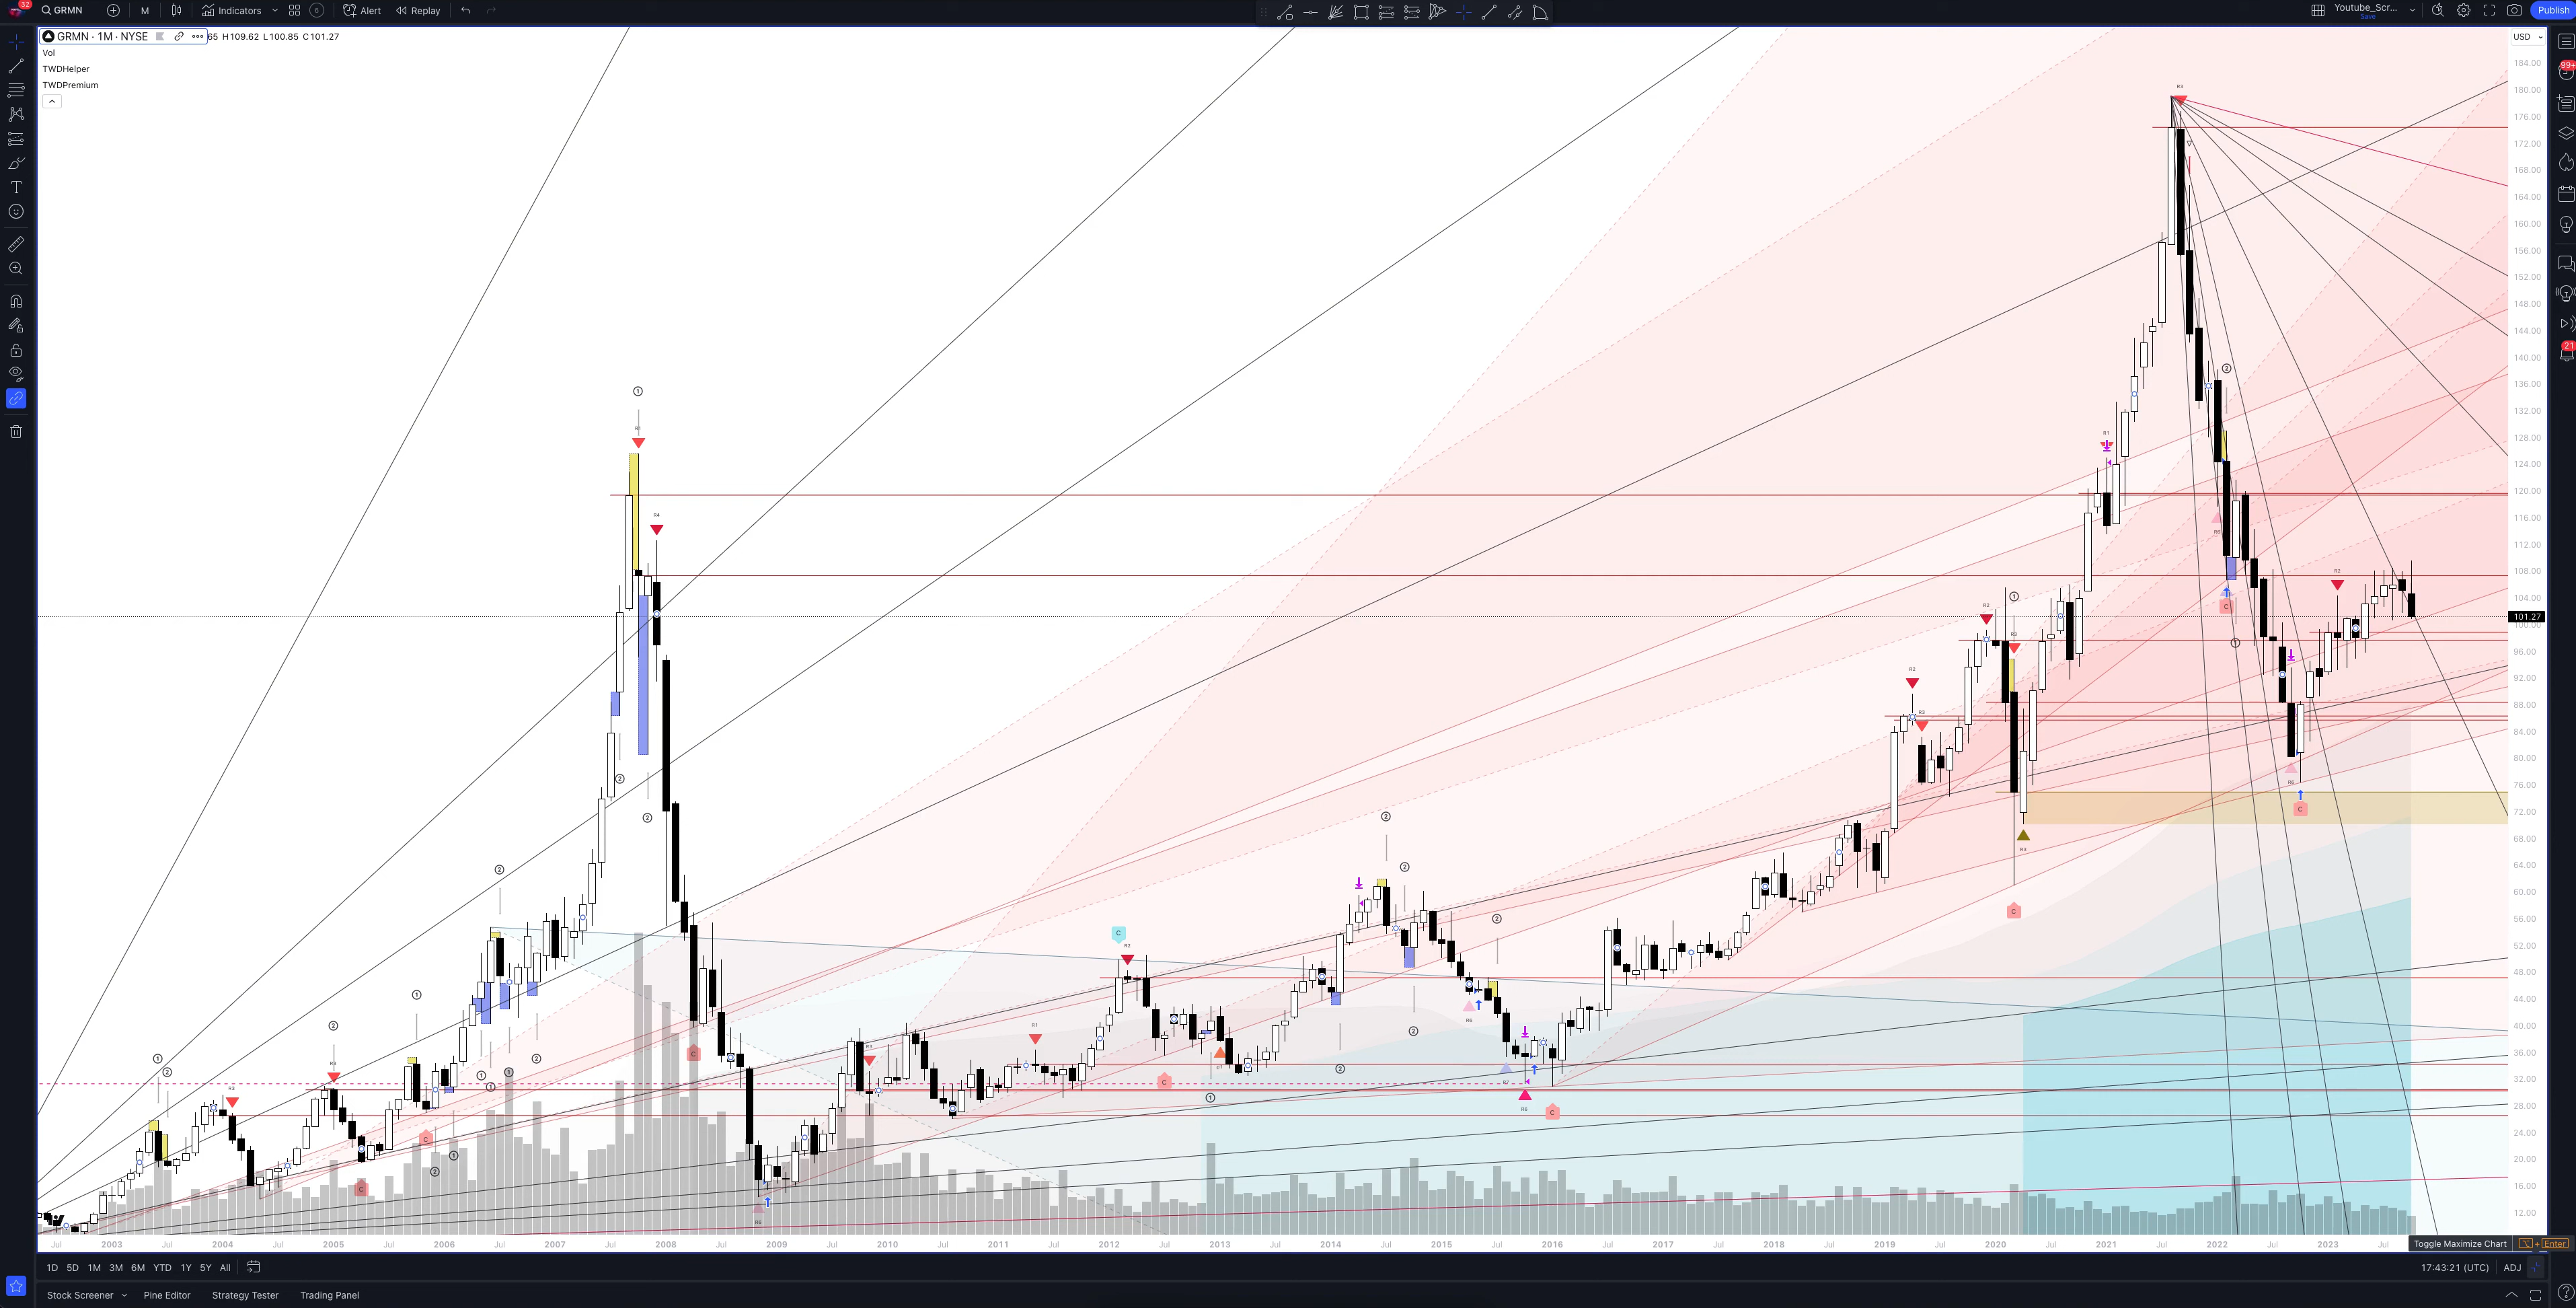 32
GRMN
M
Indicators
6
Alert
Replay
Youtube_Scr...
Save
Publish
GRMN · 1M · NYSE
65 H109.62 L100.85 C101.27
USD
Vol
TWDHelper
TWDPremium
99+
21
184.00
180.00
176.00
172.00
168.00
164.00
160.00
156.00
152.00
148.00
144.00
140.00
136.00
132.00
128.00
124.00
120.00
116.00
112.00
108.00
104.00
101.27
100.00
96.00
92.00
88.00
84.00
80.00
76.00
72.00
68.00
64.00
60.00
56.00
52.00
48.00
44.00
40.00
36.00
32.00
28.00
24.00
20.00
16.00
12.00
Jul 2003 Jul 2004 Jul 2005 Jul 2006 Jul 2007 Jul 2008 Jul 2009 Jul 2010 Jul 2011 Jul 2012 Jul 2013 Jul 2014 Jul 2015 Jul 2016 Jul 2017 Jul 2018 Jul 2019 Jul 2020 Jul 2021 Jul 2022 Jul 2023 Jul
Toggle Maximize Chart ⌥ + Enter
1D 5D 1M 3M 6M YTD 1Y 5Y All
17:43:21 (UTC) ADJ
Stock Screener Pine Editor Strategy Tester Trading Panel